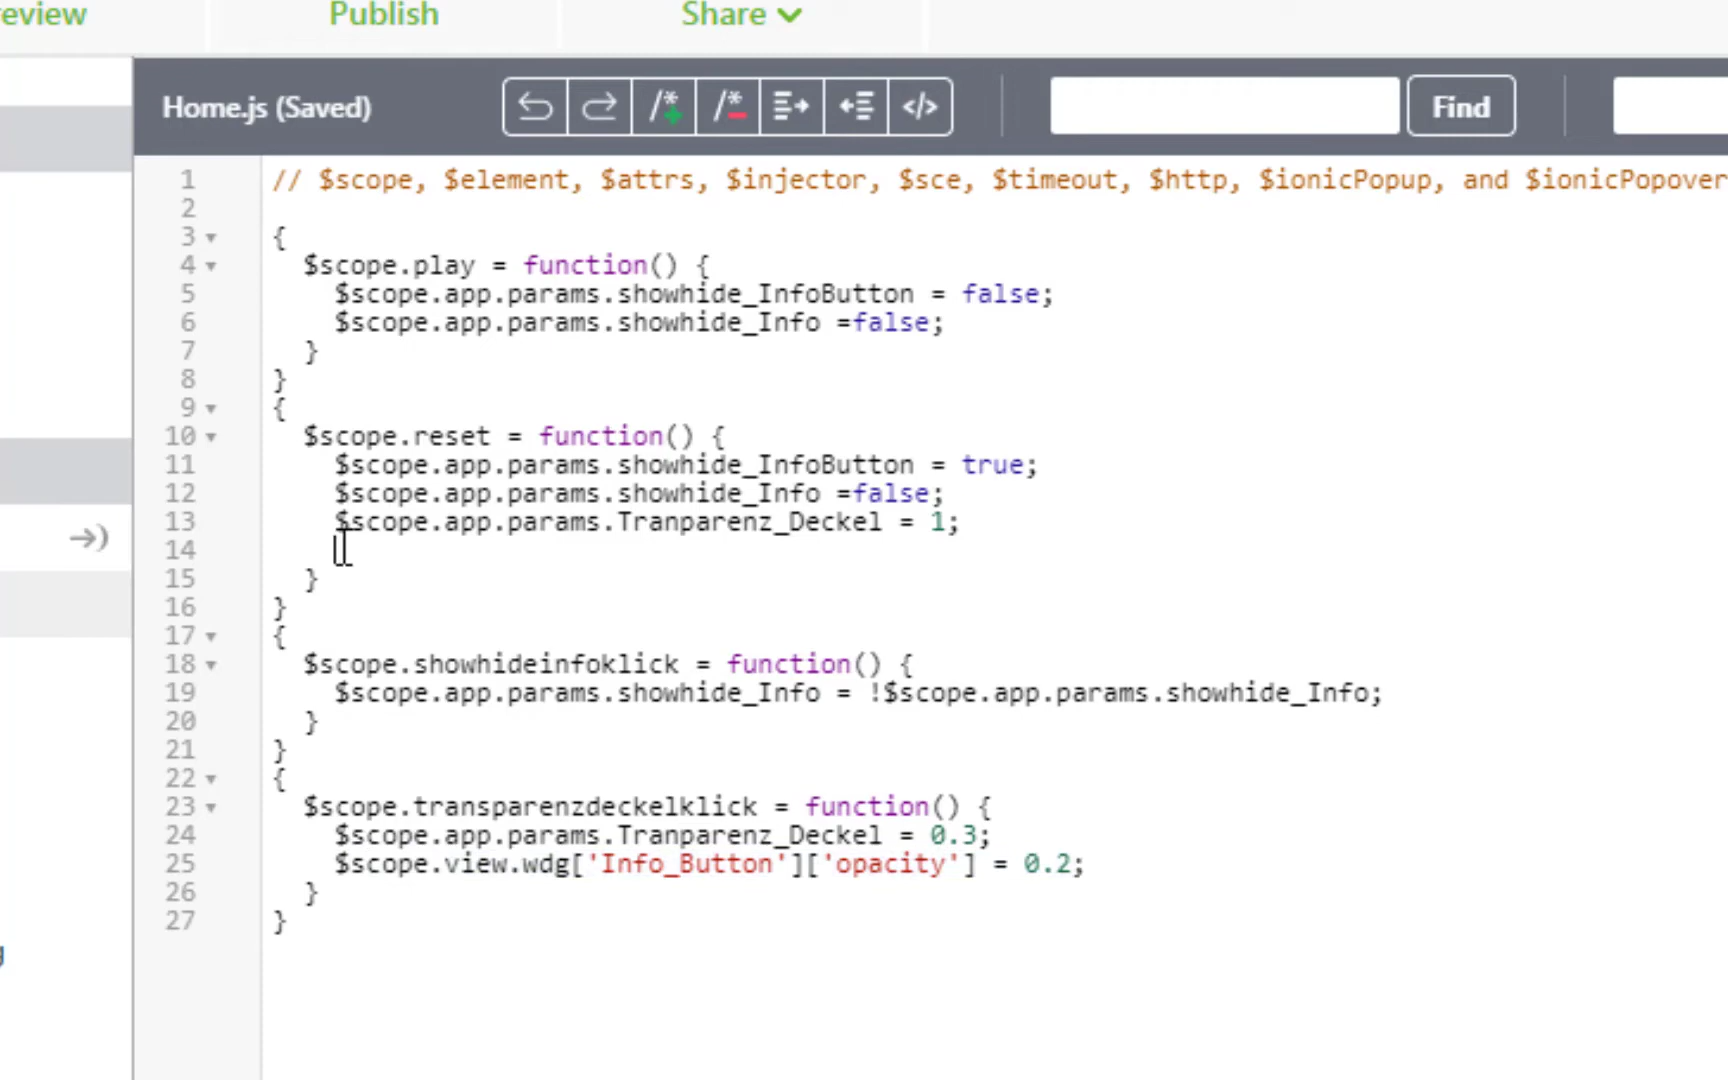 review Publish Share
Home.js (Saved) /* /* </> Find
1 // $scope, $element, $attrs, $injector, $sce, $timeout, $http, $ionicPopup, and $ionicPopover
2
3 {
4 $scope.play = function() {
5 $scope.app.params.showhide_InfoButton = false;
6 $scope.app.params.showhide_Info =false;
7 }
8 }
9 {
10 $scope.reset = function() {
11 $scope.app.params.showhide_InfoButton = true;
12 $scope.app.params.showhide_Info =false;
13 $scope.app.params.Tranparenz_Deckel = 1;
14
15 }
16 }
17 {
18 $scope.showhideinfoklick = function() {
19 $scope.app.params.showhide_Info = !$scope.app.params.showhide_Info;
20 }
21 }
22 {
23 $scope.transparenzdeckelklick = function() {
24 $scope.app.params.Tranparenz_Deckel = 0.3;
25 $scope.view.wdg['Info_Button']['opacity'] = 0.2;
26 }
27 }